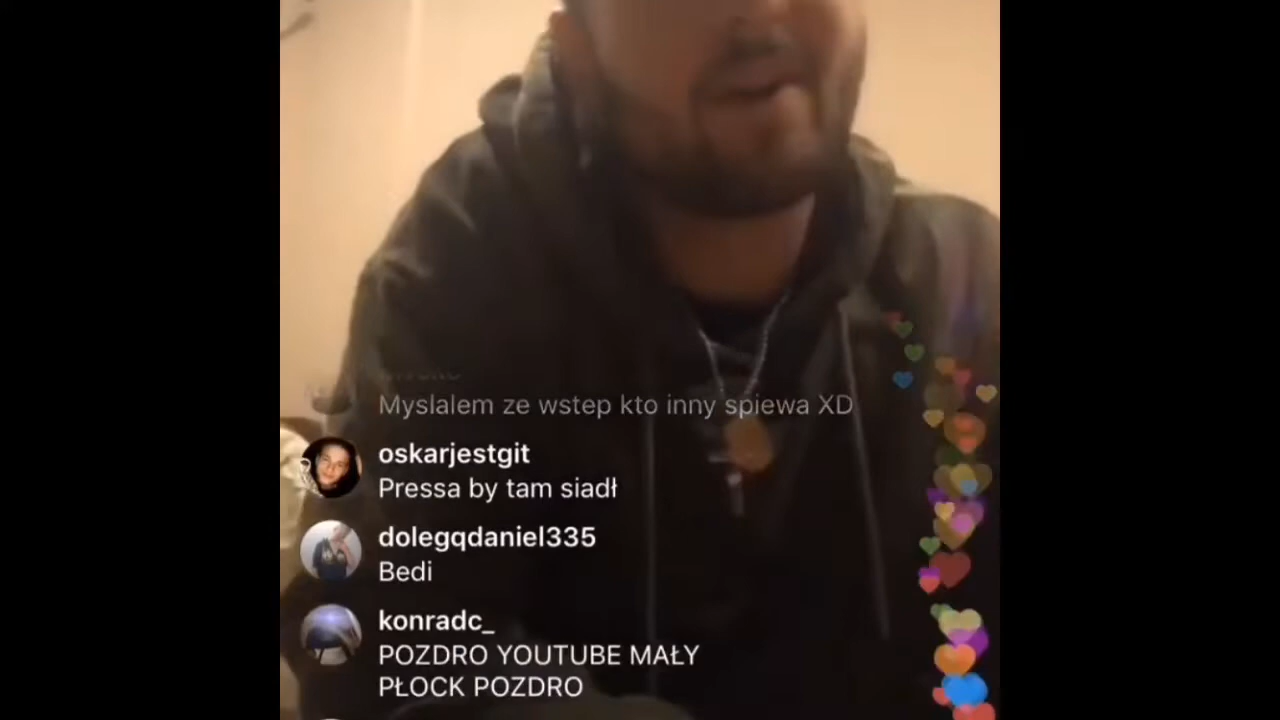 Myslalem ze wstep kto inny spiewa XD
oskarjestgit
Pressa by tam siadł
dolegqdaniel335
Bedi
konradc_
POZDRO YOUTUBE MAŁY
PŁOCK POZDRO